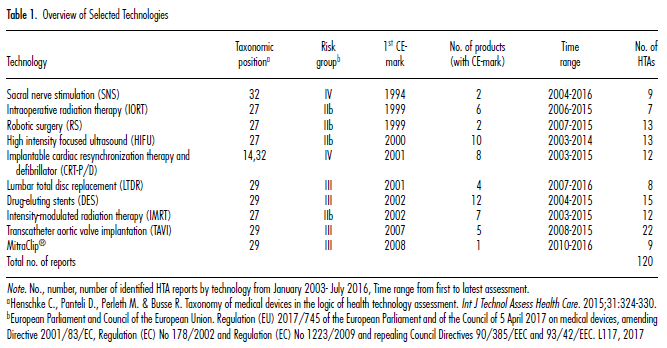 Table 1. Overview of Selected Technologies
Technology Taxonomic positionᵃ Risk groupᵇ 1ˢᵗ CE-mark No. of products (with CE-mark) Time range No. of HTAs
Sacral nerve stimulation (SNS) 32 IV 1994 2 2004-2016 9
Intraoperative radiation therapy (IORT) 27 IIb 1999 6 2006-2015 7
Robotic surgery (RS) 27 IIb 1999 2 2007-2015 13
High intensity focused ultrasound (HIFU) 27 IIb 2000 10 2003-2014 13
Implantable cardiac resynchronization therapy and 14,32 IV 2001 8 2003-2015 12
defibrillator (CRT-P/D)
Lumbar total disc replacement (LTDR) 29 III 2001 4 2007-2016 8
Drug-eluting stents (DES) 29 III 2002 12 2004-2015 15
Intensity-modulated radiation therapy (IMRT) 27 IIb 2002 7 2003-2015 12
Transcatheter aortic valve implantation (TAVI) 29 III 2007 5 2008-2015 22
MitraClip® 29 III 2008 1 2010-2016 9
Total no. of reports 120
Note. No., number, number of identified HTA reports by technology from January 2003- July 2016, Time range from first to latest assessment.
ᵃHenschke C., Panteli D., Perleth M. & Busse R. Taxonomy of medical devices in the logic of health technology assessment. Int J Technol Assess Health Care. 2015;31:324-330.
ᵇEuropean Parliament and Council of the European Union. Regulation (EU) 2017/745 of the European Parliament and of the Council of 5 April 2017 on medical devices, amending
Directive 2001/83/EC, Regulation (EC) No 178/2002 and Regulation (EC) No 1223/2009 and repealing Council Directives 90/385/EEC and 93/42/EEC. L117, 2017